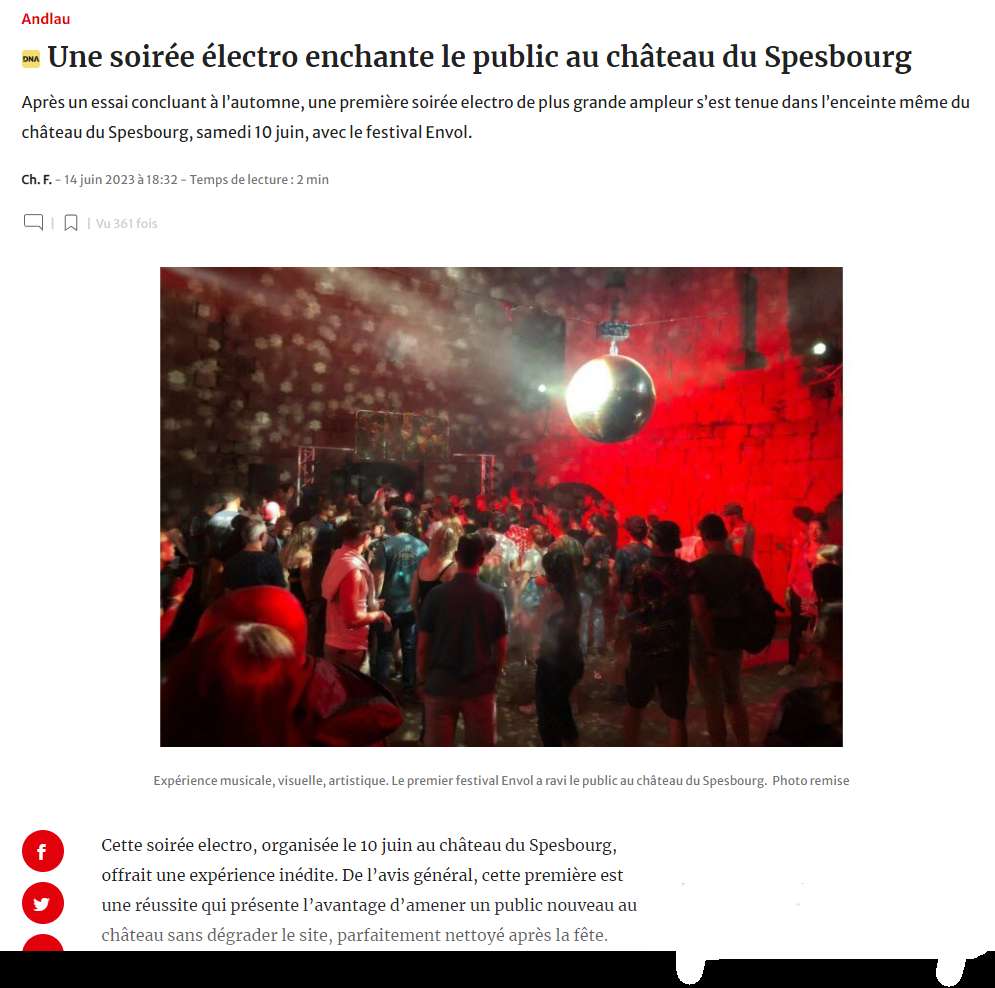 Andlau
DNA Une soirée électro enchante le public au château du Spesbourg
Après un essai concluant à l’automne, une première soirée electro de plus grande ampleur s’est tenue dans l’enceinte même du
château du Spesbourg, samedi 10 juin, avec le festival Envol.
Ch. F. - 14 juin 2023 à 18:32 - Temps de lecture : 2 min
| | Vu 361 fois
Expérience musicale, visuelle, artistique. Le premier festival Envol a ravi le public au château du Spesbourg. Photo remise
Cette soirée electro, organisée le 10 juin au château du Spesbourg,
offrait une expérience inédite. De l’avis général, cette première est
une réussite qui présente l’avantage d’amener un public nouveau au
château sans dégrader le site, parfaitement nettoyé après la fête.